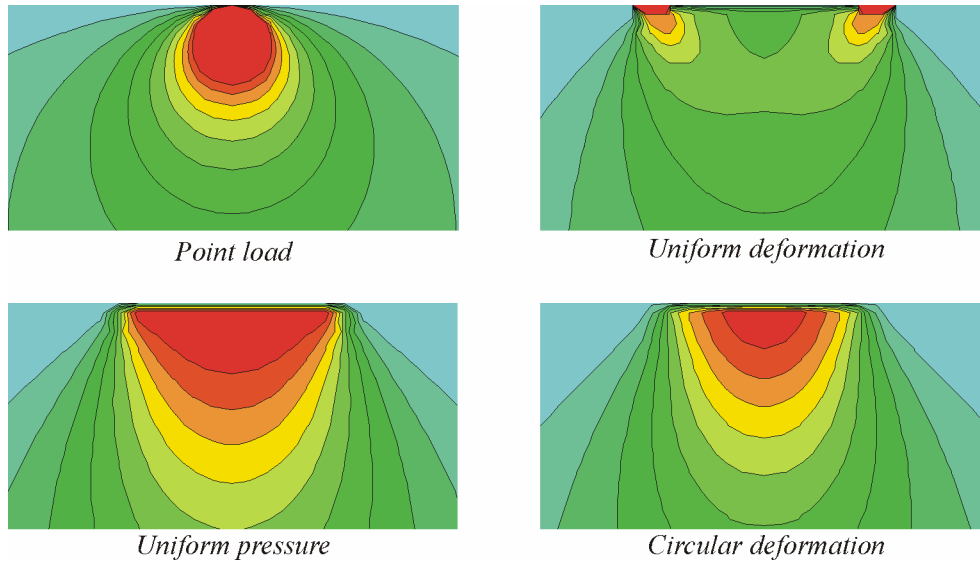 Point load
Uniform deformation
Uniform pressure
Circular deformation